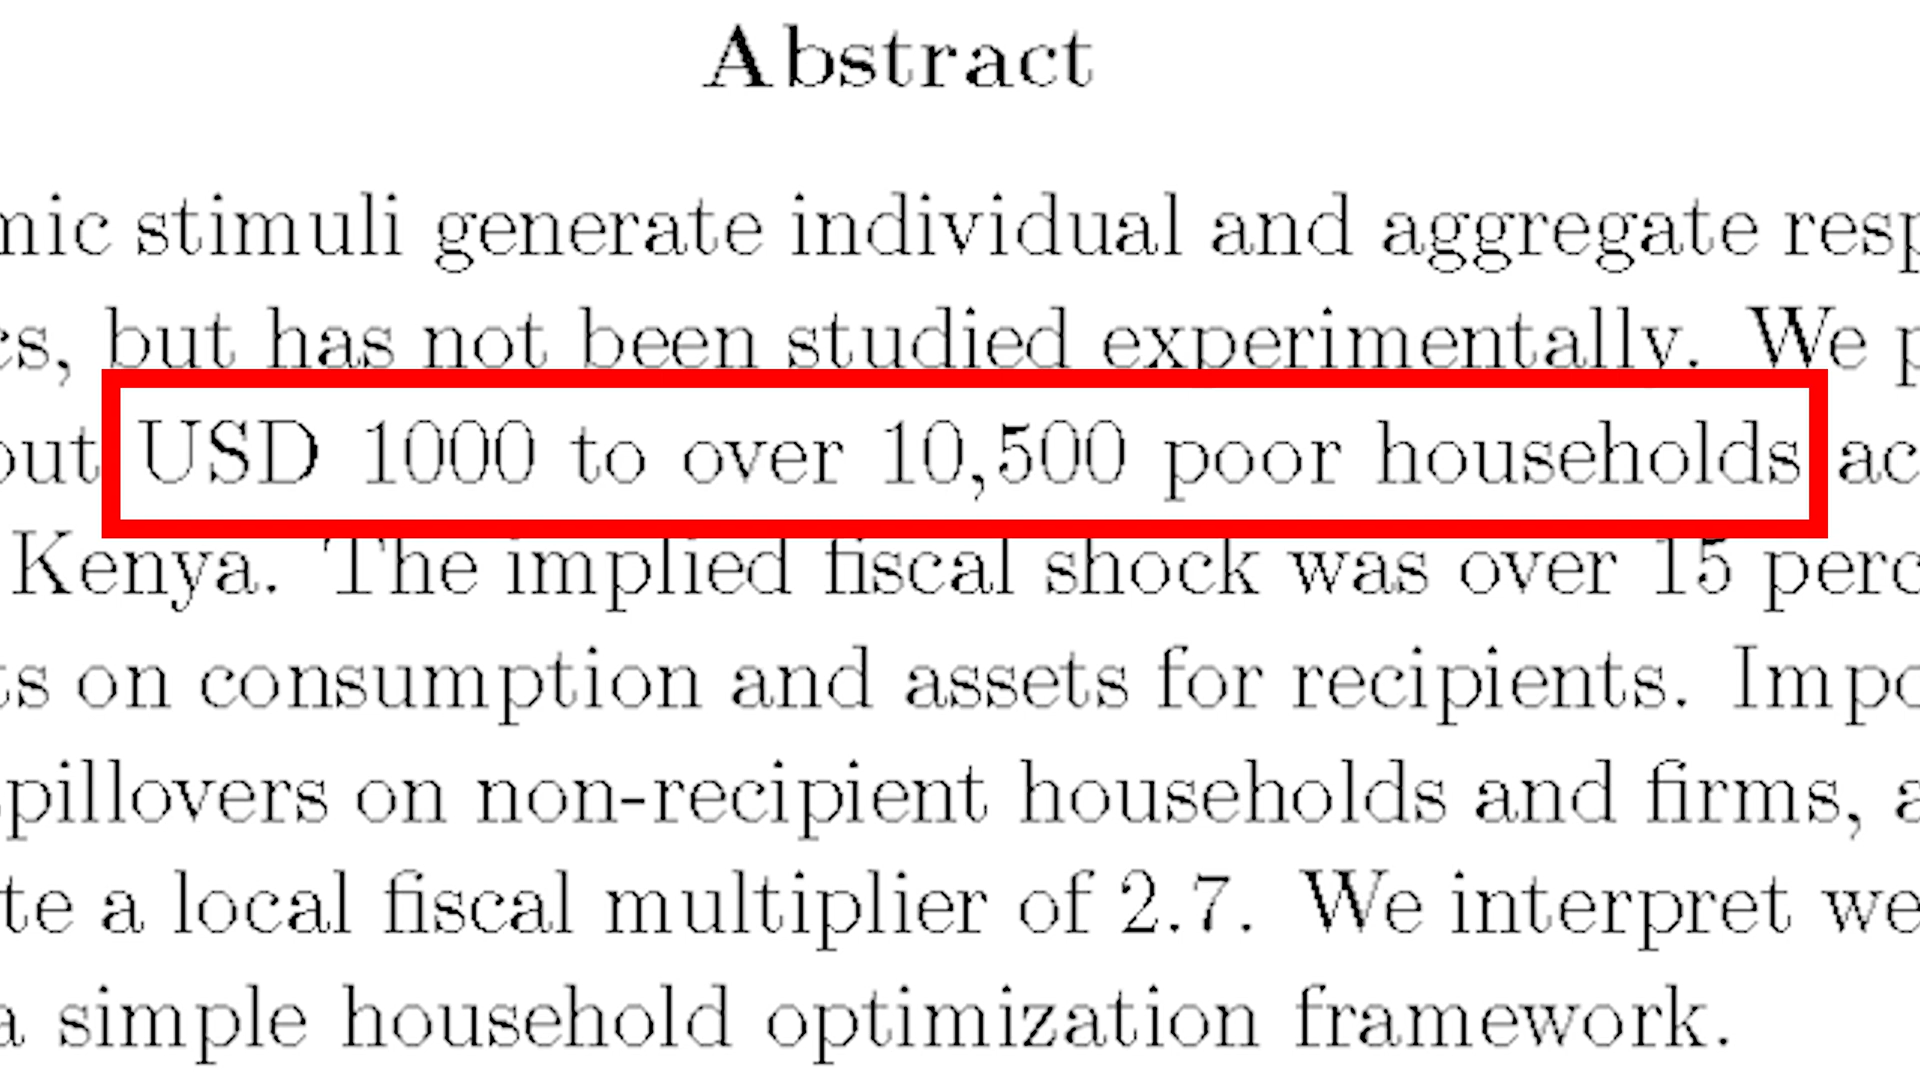 Abstract
mic stimuli generate individual and aggregate resp
cs, but has not been studied experimentally. We p
out USD 1000 to over 10,500 poor households ac
Kenya. The implied fiscal shock was over 15 perc
ts on consumption and assets for recipients. Impo
spillovers on non-recipient households and firms, a
te a local fiscal multiplier of 2.7. We interpret we
a simple household optimization framework.